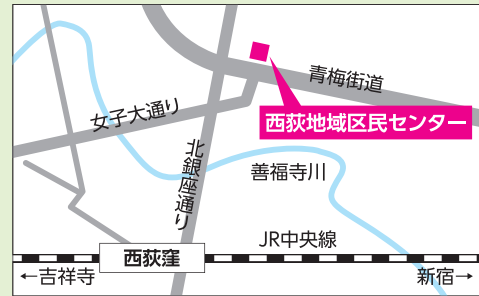 青梅街道
女子大通り
西荻地域区民センター
北銀座通り
善福寺川
JR中央線
西荻窪
←吉祥寺
新宿→